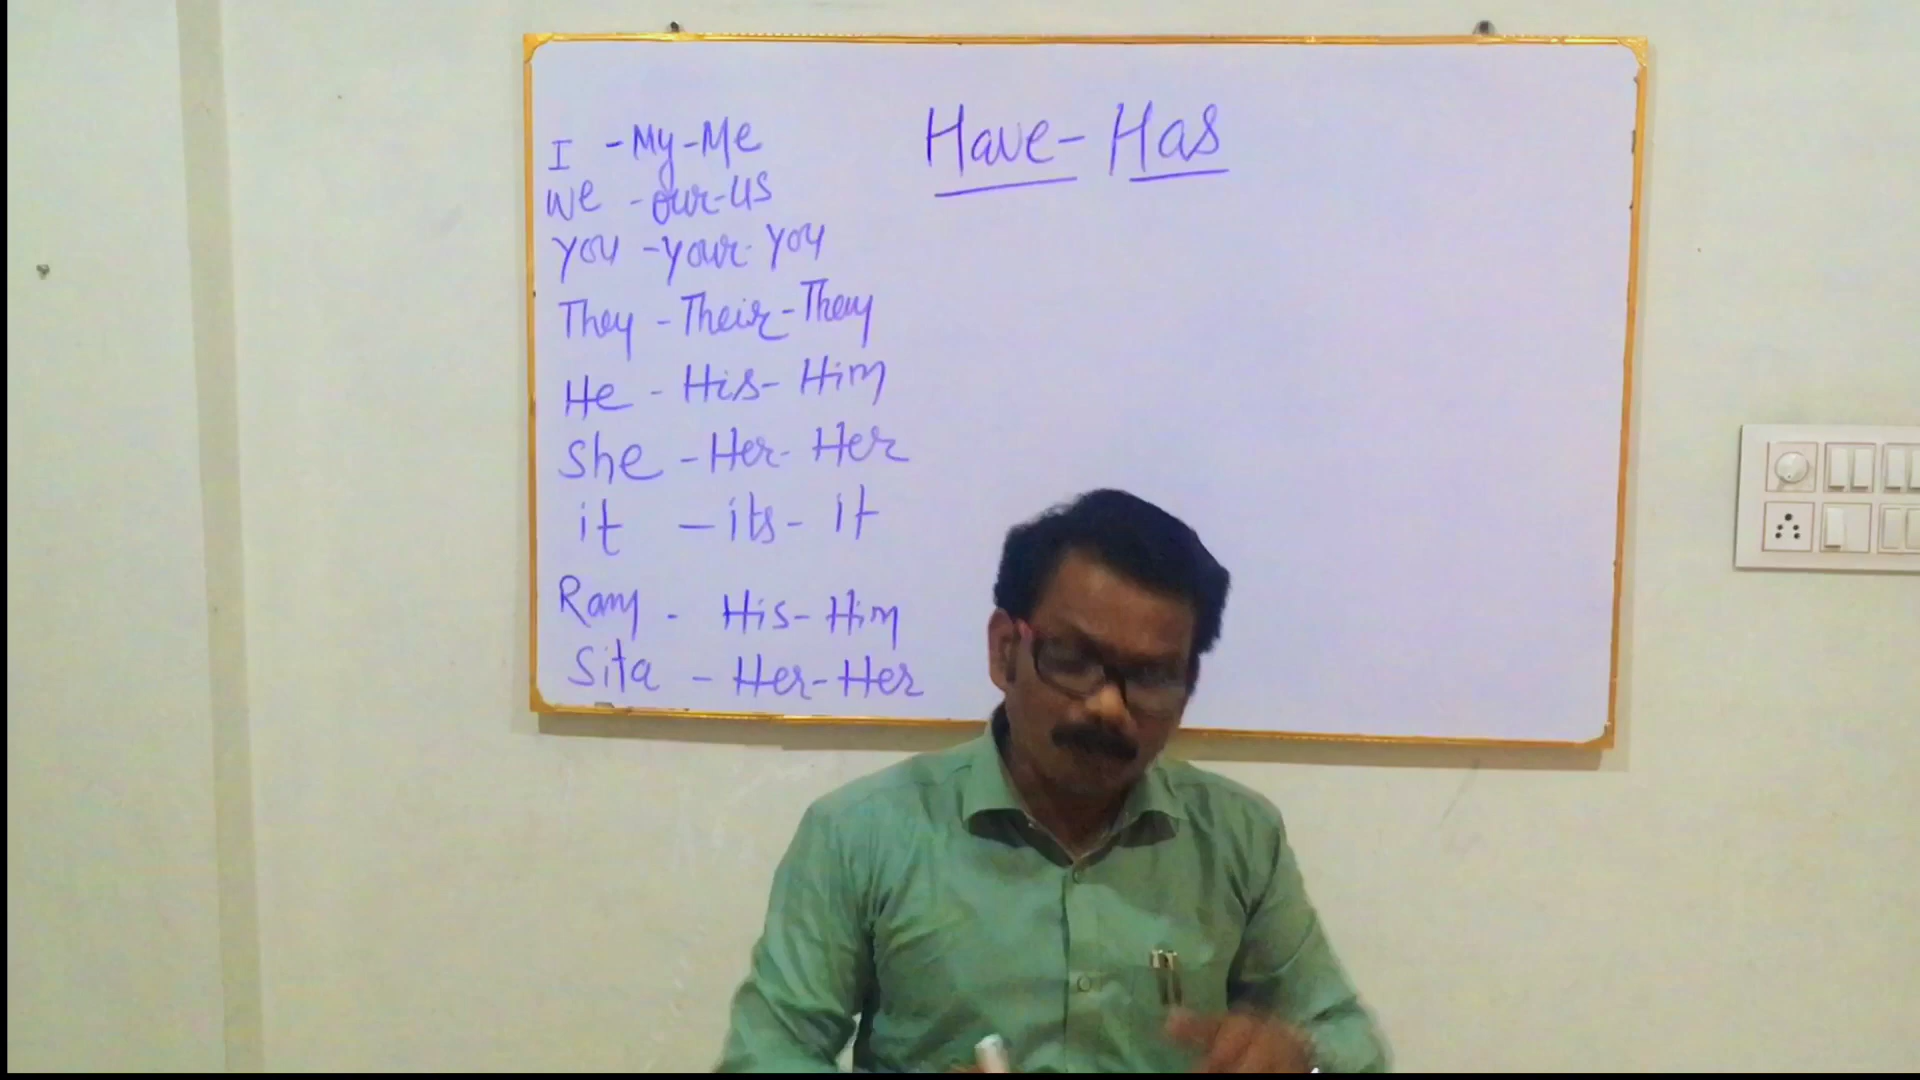 I - My - Me
We - our - us
You - Your - You
They - Their - They
He - His - Him
She - Her - Her
it - its - it
Ram - His - Him
Sita - Her - Her
Have - Has